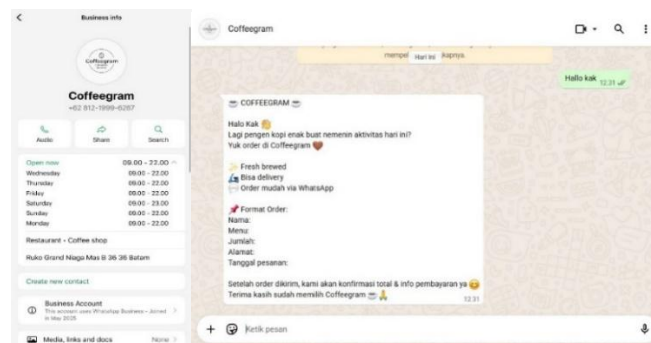 Business info
Coffeegram
Coffeegram
+62 812-1999-6287
Audio
Share
Search
Open now 09.00 - 22.00
Wednesday 09.00 - 22.00
Thursday 09.00 - 22.00
Friday 09.00 - 22.00
Saturday 09.00 - 23.00
Sunday 09.00 - 22.00
Monday 09.00 - 22.00
Restaurant - Coffee shop
Ruko Grand Niaga Mas B 36 36 Batam
Create new contact
Business Account
This account uses WhatsApp Business - Joined
in May 2025
Media, links and docs None
Coffeegram
Hari ini
Hallo kak
12.31
COFFEEGRAM
Halo Kak
Lagi pengen kopi enak buat nemenin aktivitas hari ini?
Yuk order di Coffeegram
Fresh brewed
Bisa delivery
Order mudah via WhatsApp
Format Order:
Nama:
Menu:
Jumlah:
Alamat:
Tanggal pesanan:
Setelah order dikirim, kami akan konfirmasi total & info pembayaran ya
Terima kasih sudah memilih Coffeegram
12.31
Ketik pesan